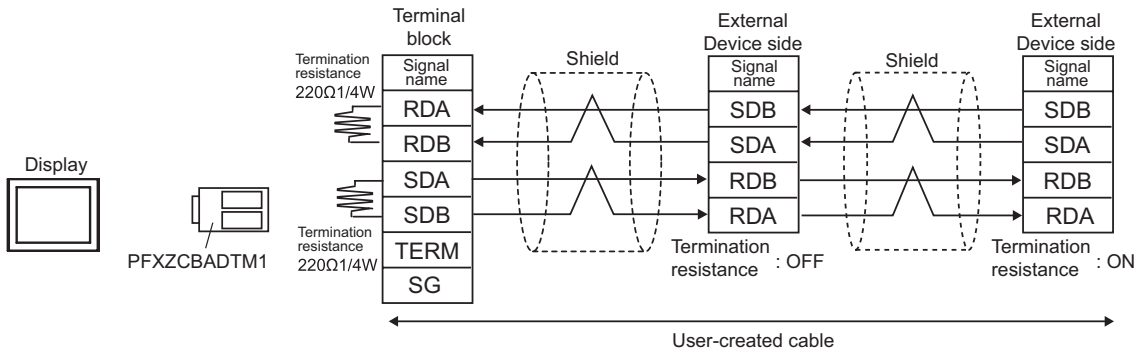 Display
PFXZCBADTM1
Terminal
block
Termination
resistance
220Ω1/4W
Termination
resistance
220Ω1/4W
Signal
name
RDA
RDB
SDA
SDB
TERM
SG
Shield
External
Device side
Signal
name
SDB
SDA
RDB
RDA
Termination
resistance : OFF
Shield
External
Device side
Signal
name
SDB
SDA
RDB
RDA
Termination
resistance : ON
User-created cable